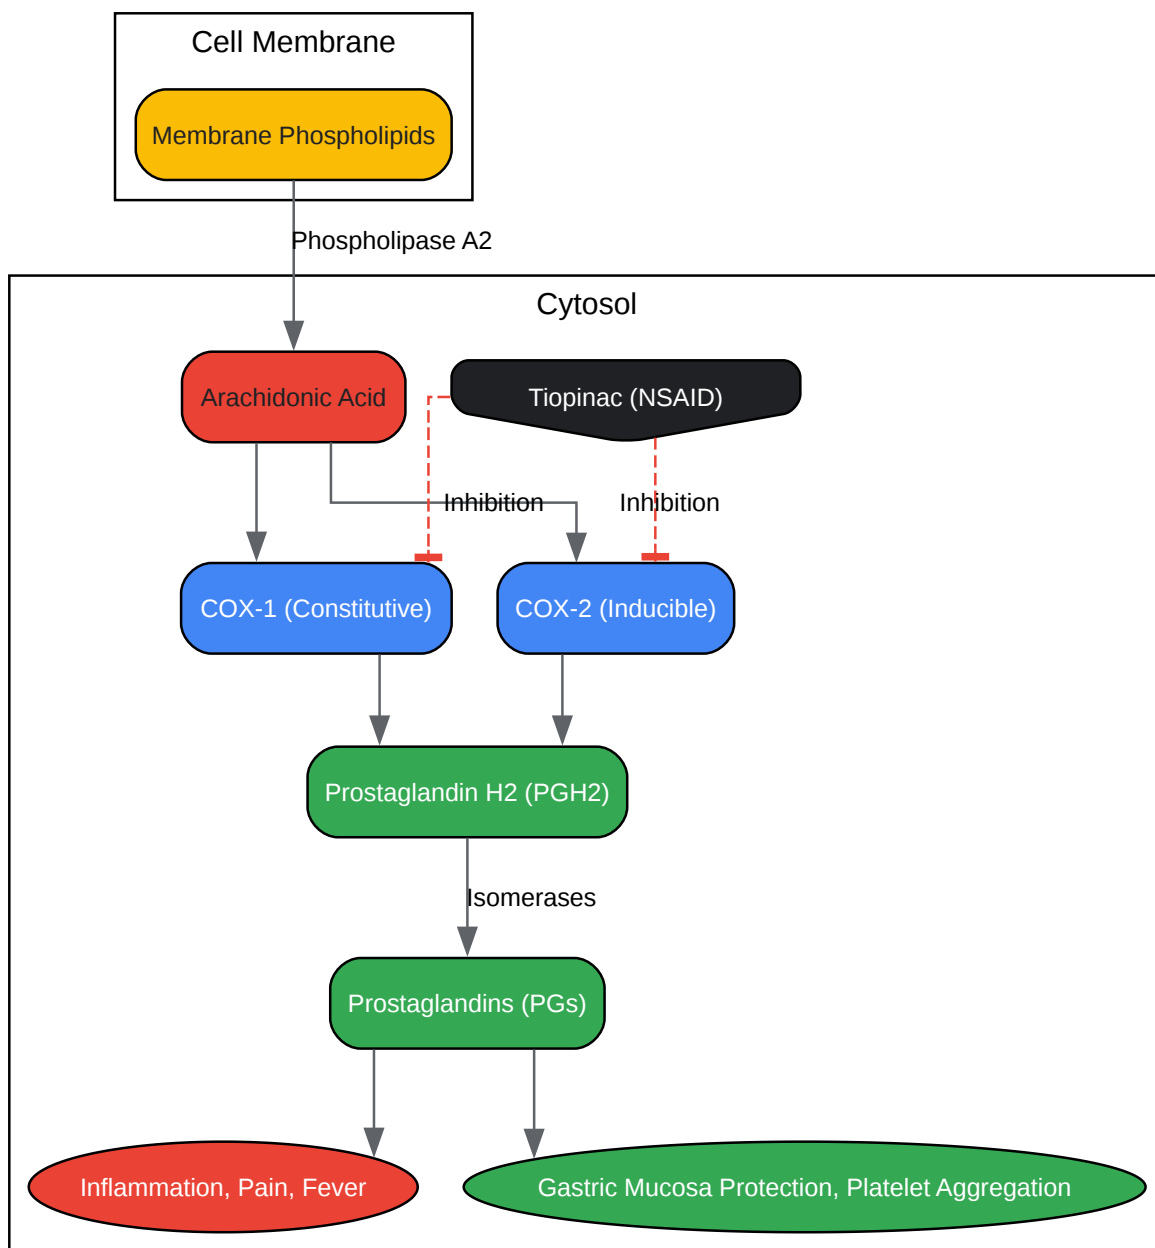 Cell Membrane
Membrane Phospholipids
Phospholipase A2
Cytosol
Arachidonic Acid
Tiopinac (NSAID)
Inhibition
Inhibition
COX-1 (Constitutive)
COX-2 (Inducible)
Prostaglandin H2 (PGH2)
Isomerases
Prostaglandins (PGs)
Inflammation, Pain, Fever
Gastric Mucosa Protection, Platelet Aggregation